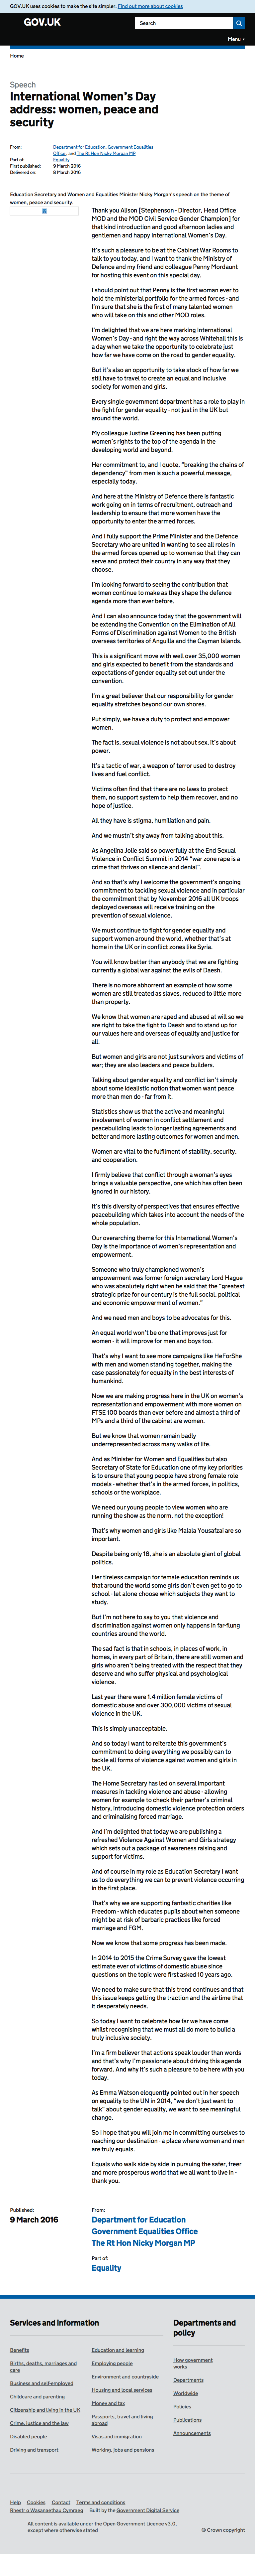 GOV.UK uses cookies to make the site simpler. Find out more about cookies
GOV.UK
Search
Menu
Home
Speech
International Women's Day
address: women, peace and
security
From: Department for Education, Government Equalities
Office, and The Rt Hon Nicky Morgan MP
Part of: Equality
First published: 9 March 2016
Delivered on: 8 March 2016
Education Secretary and Women and Equalities Minister Nicky Morgan's speech on the theme of
women, peace and security.
Thank you Alison [Stephenson - Director, Head Office
MOD and the MOD Civil Service Gender Champion] for
that kind introduction and good afternoon ladies and
gentleman and happy International Women's Day.
It's such a pleasure to be at the Cabinet War Rooms to
talk to you today, and I want to thank the Ministry of
Defence and my friend and colleague Penny Mordaunt
for hosting this event on this special day.
I should point out that Penny is the first woman ever to
hold the ministerial portfolio for the armed forces - and
I'm sure that she is the first of many talented women
who will take on this and other MOD roles.
I'm delighted that we are here marking International
Women's Day - and right the way across Whitehall this is
a day when we take the opportunity to celebrate just
how far we have come on the road to gender equality.
But it's also an opportunity to take stock of how far we
still have to travel to create an equal and inclusive
society for women and girls.
Every single government department has a role to play in
the fight for gender equality - not just in the UK but
around the world.
My colleague Justine Greening has been putting
women's rights to the top of the agenda in the
developing world and beyond.
Her commitment to, and I quote, "breaking the chains of
dependency" from men is such a powerful message,
especially today.
And here at the Ministry of Defence there is fantastic
work going on in terms of recruitment, outreach and
leadership to ensure that more women have the
opportunity to enter the armed forces.
And I fully support the Prime Minister and the Defence
Secretary who are united in wanting to see all roles in
the armed forces opened up to women so that they can
serve and protect their country in any way that they
choose.
I'm looking forward to seeing the contribution that
women continue to make as they shape the defence
agenda more than ever before.
And I can also announce today that the government will
be extending the Convention on the Elimination of All
Forms of Discrimination against Women to the British
overseas territories of Anguilla and the Cayman Islands.
This is a significant move with well over 35,000 women
and girls expected to benefit from the standards and
expectations of gender equality set out under the
convention.
I'm a great believer that our responsibility for gender
equality stretches beyond our own shores.
Put simply, we have a duty to protect and empower
women.
The fact is, sexual violence is not about sex, it's about
power.
It's a tactic of war, a weapon of terror used to destroy
lives and fuel conflict.
Victims often find that there are no laws to protect
them, no support system to help them recover, and no
hope of justice.
All they have is stigma, humiliation and pain.
And we mustn't shy away from talking about this.
As Angelina Jolie said so powerfully at the End Sexual
Violence in Conflict Summit in 2014 "war zone rape is a
crime that thrives on silence and denial".
And so that's why I welcome the government's ongoing
commitment to tackling sexual violence and in particular
the commitment that by November 2016 all UK troops
deployed overseas will receive training on the
prevention of sexual violence.
We must continue to fight for gender equality and
support women around the world, whether that's at
home in the UK or in conflict zones like Syria.
You will know better than anybody that we are fighting
currently a global war against the evils of Daesh.
There is no more abhorrent an example of how some
women are still treated as slaves, reduced to little more
than property.
We know that women are raped and abused at will so we
are right to take the fight to Daesh and to stand up for
our values here and overseas of equality and justice for
all.
But women and girls are not just survivors and victims of
war; they are also leaders and peace builders.
Talking about gender equality and conflict isn't simply
about some idealistic notion that women want peace
more than men do - far from it.
Statistics show us that the active and meaningful
involvement of women in conflict settlement and
peacebuilding leads to longer lasting agreements and
better and more lasting outcomes for women and men.
Women are vital to the fulfilment of stability, security,
and cooperation.
I firmly believe that conflict through a woman's eyes
brings a valuable perspective, one which has often been
ignored in our history.
It's this diversity of perspectives that ensures effective
peacebuilding which takes into account the needs of the
whole population.
Our overarching theme for this International Women's
Day is the importance of women's representation and
empowerment.
Someone who truly championed women's
empowerment was former foreign secretary Lord Hague
who was absolutely right when he said that the "greatest
strategic prize for our century is the full social, political
and economic empowerment of women."
And we need men and boys to be advocates for this.
An equal world won't be one that improves just for
women - it will improve for men and boys too.
That's why I want to see more campaigns like HeForShe
with men and women standing together, making the
case passionately for equality in the best interests of
humankind.
Now we are making progress here in the UK on women's
representation and empowerment with more women on
FTSE 100 boards than ever before and almost a third of
MPs and a third of the cabinet are women.
But we know that women remain badly
underrepresented across many walks of life.
And as Minister for Women and Equalities but also
Secretary of State for Education one of my key priorities
is to ensure that young people have strong female role
models - whether that's in the armed forces, in politics,
schools or the workplace.
We need our young people to view women who are
running the show as the norm, not the exception!
That's why women and girls like Malala Yousafzai are so
important.
Despite being only 18, she is an absolute giant of global
politics.
Her tireless campaign for female education reminds us
that around the world some girls don't even get to go to
school - let alone choose which subjects they want to
study.
But I'm not here to say to you that violence and
discrimination against women only happens in far-flung
countries around the world.
The sad fact is that in schools, in places of work, in
homes, in every part of Britain, there are still women and
girls who aren't being treated with the respect that they
deserve and who suffer physical and psychological
violence.
Last year there were 1.4 million female victims of
domestic abuse and over 300,000 victims of sexual
violence in the UK.
This is simply unacceptable.
And so today I want to reiterate this government's
commitment to doing everything we possibly can to
tackle all forms of violence against women and girls in
the UK.
The Home Secretary has led on several important
measures in tackling violence and abuse - allowing
women for example to check their partner's criminal
history, introducing domestic violence protection orders
and criminalising forced marriage.
And I'm delighted that today we are publishing a
refreshed Violence Against Women and Girls strategy
which sets out a package of awareness raising and
support for victims.
And of course in my role as Education Secretary I want
us to do everything we can to prevent violence occurring
in the first place.
That's why we are supporting fantastic charities like
Freedom - which educates pupils about when someone
might be at risk of barbaric practices like forced
marriage and FGM.
Now we know that some progress has been made.
In 2014 to 2015 the Crime Survey gave the lowest
estimate ever of victims of domestic abuse since
questions on the topic were first asked 10 years ago.
We need to make sure that this trend continues and that
this issue keeps getting the traction and the airtime that
it desperately needs.
So today I want to celebrate how far we have come
whilst recognising that we must all do more to build a
truly inclusive society.
I'm a firm believer that actions speak louder than words
and that's why I'm passionate about driving this agenda
forward. And why it's such a pleasure to be here with you
today.
As Emma Watson eloquently pointed out in her speech
on equality to the UN in 2014, "we don't just want to
talk" about gender equality, we want to see meaningful
change.
So I hope that you will join me in committing ourselves to
reaching our destination - a place where women and men
are truly equals.
Equals who walk side by side in pursuing the safer, freer
and more prosperous world that we all want to live in -
thank you.
Published:
9 March 2016
From:
Department for Education
Government Equalities Office
The Rt Hon Nicky Morgan MP
Part of:
Equality
Services and information
Benefits
Births, deaths, marriages and
care
Business and self-employed
Childcare and parenting
Citizenship and living in the UK
Crime, justice and the law
Disabled people
Driving and transport
Education and learning
Employing people
Environment and countryside
Housing and local services
Money and tax
Passports, travel and living
abroad
Visas and immigration
Working, jobs and pensions
Departments and
policy
How government
works
Departments
Worldwide
Policies
Publications
Announcements
Help Cookies Contact Terms and conditions
Rhestr o Wasanaethau Cymraeg Built by the Government Digital Service
All content is available under the Open Government Licence v3.0,
except where otherwise stated
© Crown copyright